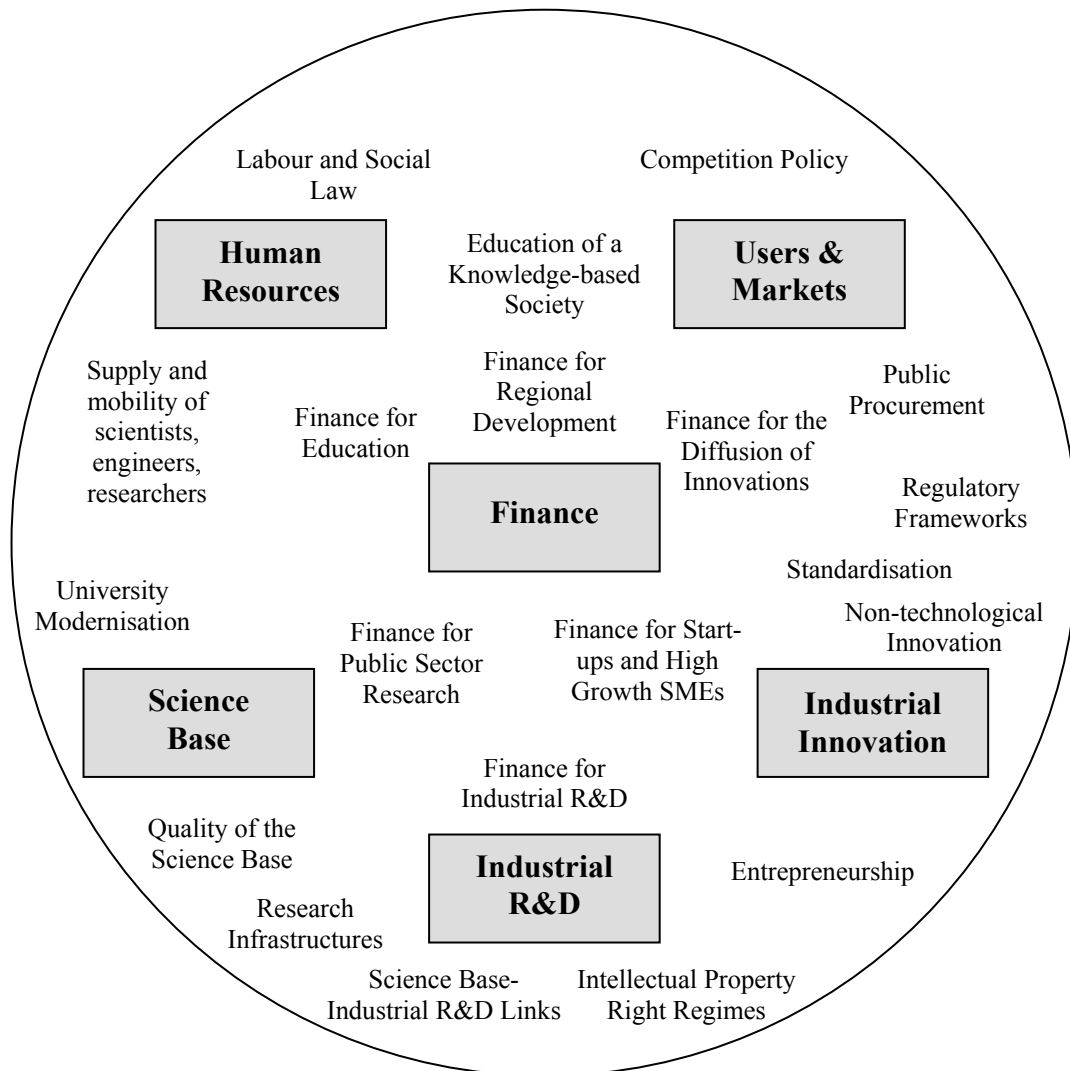 Labour and Social
Law
Competition Policy
Human
Resources
Education of a
Knowledge-based
Society
Users &
Markets
Supply and
mobility of
scientists,
engineers,
researchers
Finance for
Education
Finance for
Regional
Development
Finance for the
Diffusion of
Innovations
Public
Procurement
Finance
Regulatory
Frameworks
Standardisation
University
Modernisation
Non-technological
Innovation
Finance for
Public Sector
Research
Finance for Start-
ups and High
Growth SMEs
Science
Base
Industrial
Innovation
Finance for
Industrial R&D
Quality of the
Science Base
Industrial
R&D
Entrepreneurship
Research
Infrastructures
Science Base-
Industrial R&D Links
Intellectual Property
Right Regimes